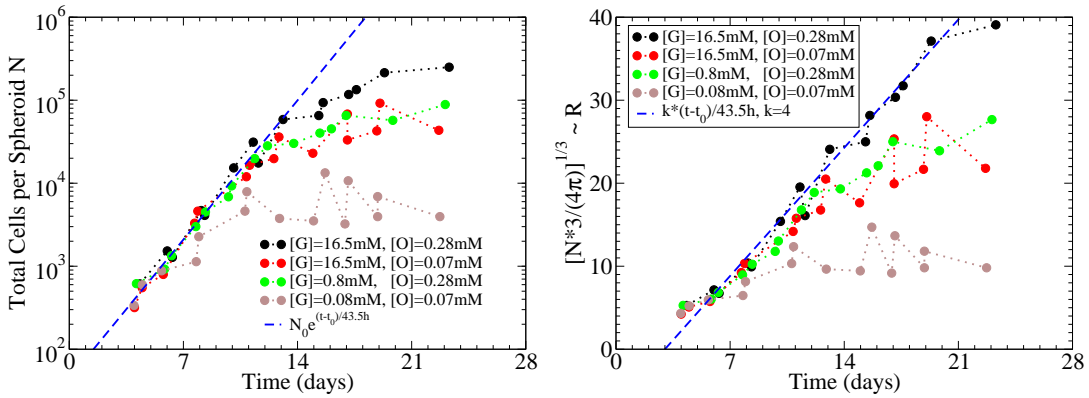 Total Cells per Spheroid N
10^6
10^5
10^4
10^3
10^2
0 7 14 21 28
Time (days)
[G]=16.5mM, [O]=0.28mM
[G]=16.5mM, [O]=0.07mM
[G]=0.8mM, [O]=0.28mM
[G]=0.08mM, [O]=0.07mM
N_0e^{(t-t_0)/43.5h}
[N*3/(4π)]^{1/3} ~ R
40
30
20
10
0
0 7 14 21 28
Time (days)
[G]=16.5mM, [O]=0.28mM
[G]=16.5mM, [O]=0.07mM
[G]=0.8mM, [O]=0.28mM
[G]=0.08mM, [O]=0.07mM
k*(t-t_0)/43.5h, k=4